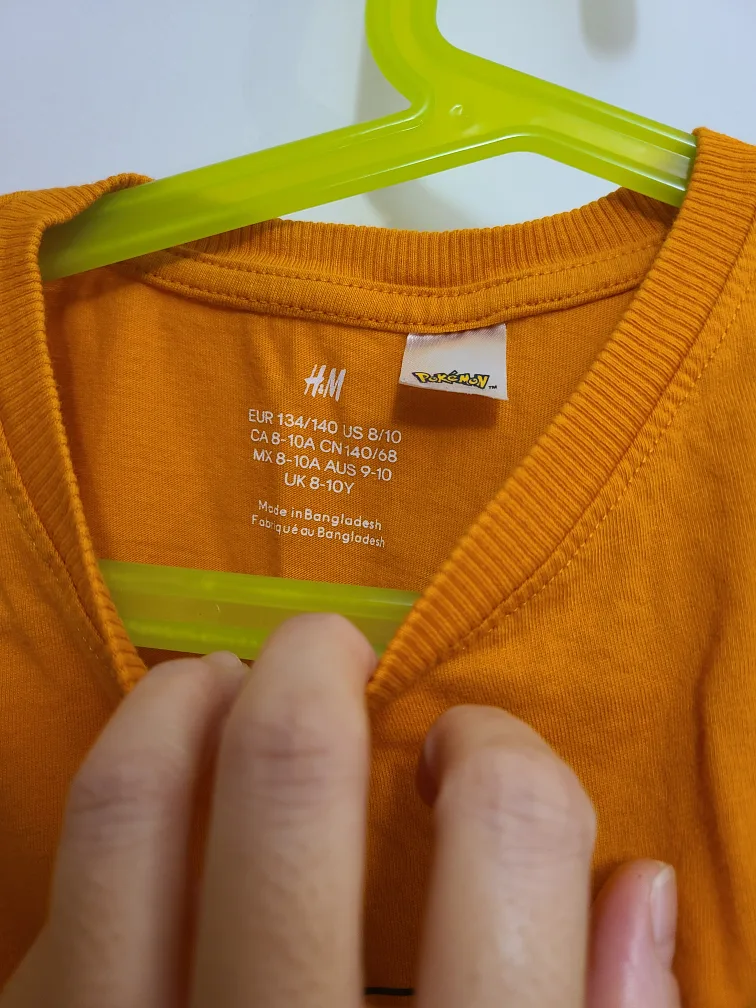 H&M
POKÉMON™
EUR 134/140 US 8/10
CA 8-10A CN 140/68
MX 8-10A AUS 9-10
UK 8-10Y
Made in Bangladesh
Fabriqué au Bangladesh